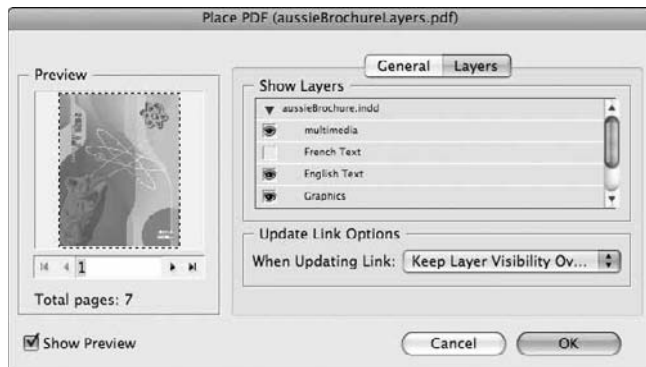 Place PDF (aussieBrochureLayers.pdf)
Preview
1
Total pages: 7
Show Preview
General Layers
Show Layers
aussieBrochure.indd
multimedia
French Text
English Text
Graphics
Update Link Options
When Updating Link: Keep Layer Visibility Ov...
Cancel OK